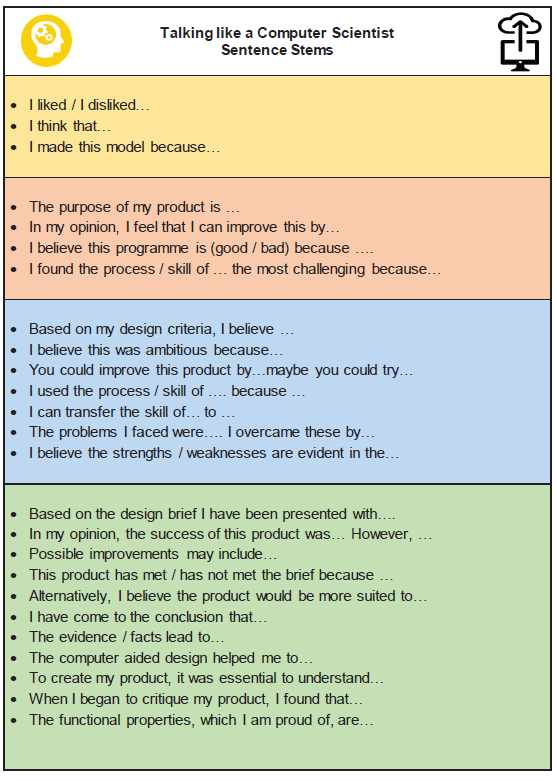 Talking like a Computer Scientist
Sentence Stems
• I liked / I disliked…
• I think that…
• I made this model because…
• The purpose of my product is …
• In my opinion, I feel that I can improve this by…
• I believe this programme is (good / bad) because ….
• I found the process / skill of … the most challenging because…
• Based on my design criteria, I believe …
• I believe this was ambitious because…
• You could improve this product by…maybe you could try…
• I used the process / skill of …. because …
• I can transfer the skill of… to …
• The problems I faced were…. I overcame these by…
• I believe the strengths / weaknesses are evident in the…
• Based on the design brief I have been presented with….
• In my opinion, the success of this product was… However, …
• Possible improvements may include…
• This product has met / has not met the brief because …
• Alternatively, I believe the product would be more suited to…
• I have come to the conclusion that…
• The evidence / facts lead to…
• The computer aided design helped me to…
• To create my product, it was essential to understand…
• When I began to critique my product, I found that…
• The functional properties, which I am proud of, are…